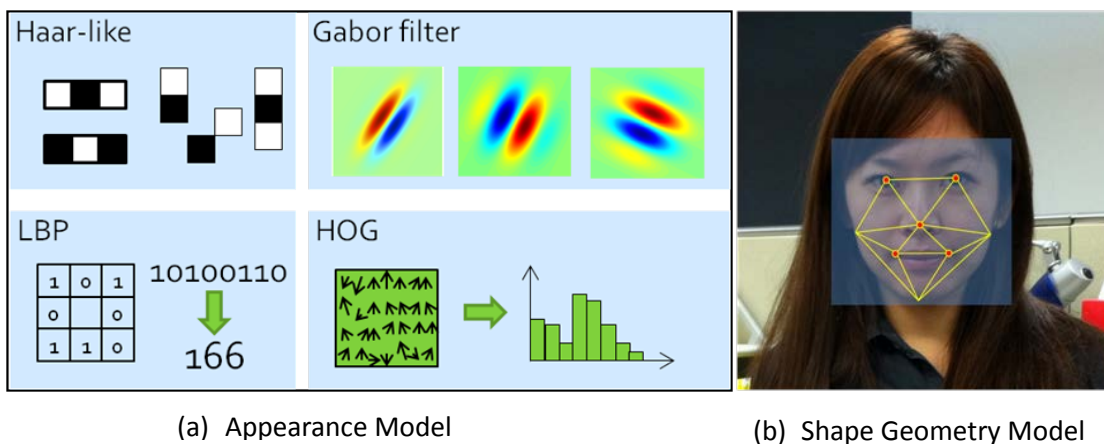 Haar-like
Gabor filter
LBP
1 0 1
0 0
1 1 0
10100110
166
HOG
(a) Appearance Model
(b) Shape Geometry Model